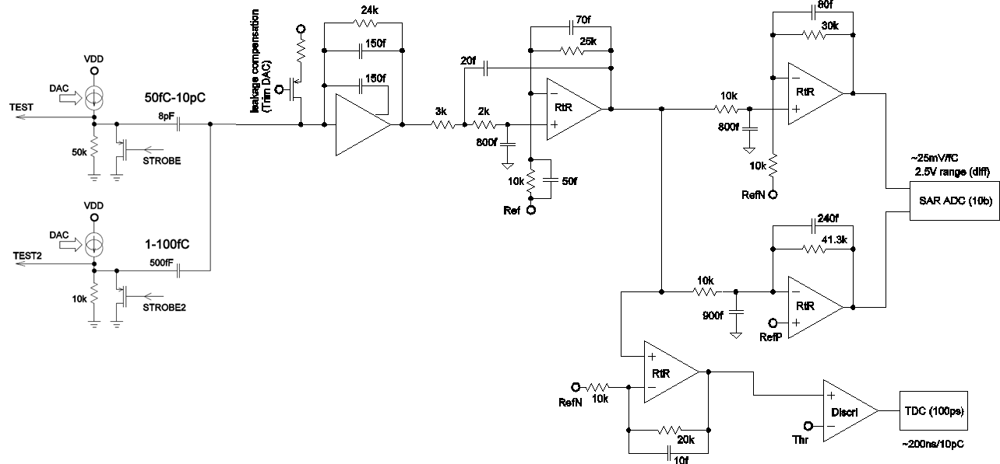 VDD
DAC
TEST
50k
STROBE
50fC-10pC
8pF
VDD
DAC
TEST2
10k
STROBE2
1-100fC
500fF
leakage compensation
(Trim DAC)
24k
150f
150f
3k
20f
2k
800f
70f
25k
RtR
10k
50f
Ref
10k
800f
80f
30k
RtR
10k
RefN
~25mV/fC
2.5V range (diff)
SAR ADC (10b)
10k
900f
240f
41.3k
RtR
RefP
RtR
RefN
10k
20k
10f
Discri
Thr
TDC (100ps)
~200ns/10pC